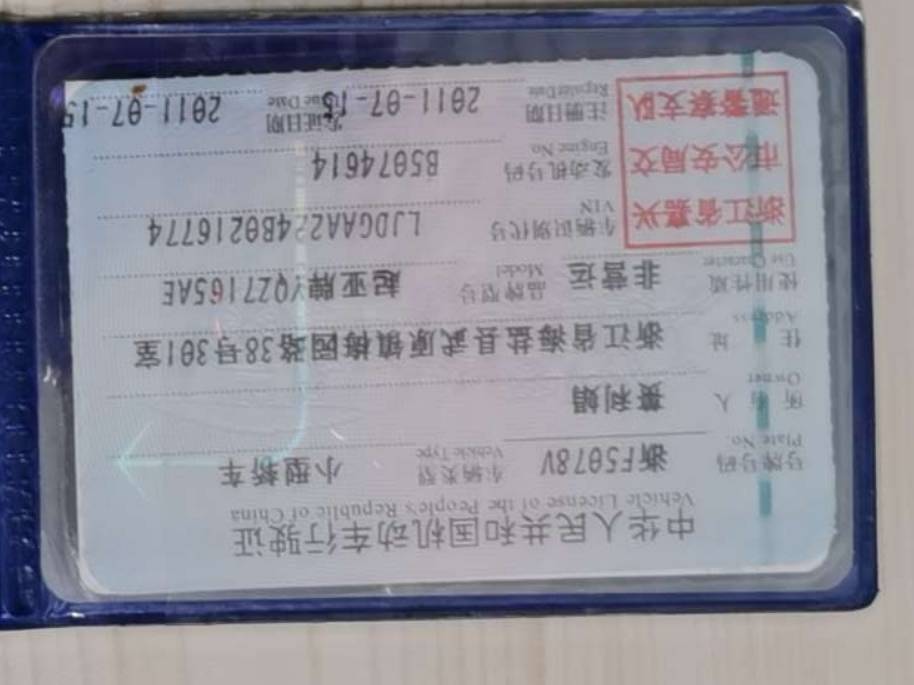 中华人民共和国机动车行驶证
Vehicle License of the People's Republic of China
号牌号码 浙F5078V 车辆类型 小型轿车
Plate No. Vehicle Type
所有人 利娟
Owner
住址 浙江省海盐县武原镇梅园路38号301室
Address
使用性质 非营运 品牌型号 起亚牌YQZ7165AE
Use Character Model
浙江省嘉兴
市公安局交
通警察支队
车辆识别代号 LJDGAA224B0216774
VIN
发动机号码 B5074614
Engine No.
注册日期 2011-07- 发证日期 2011-07-15
Register Date Issue Date